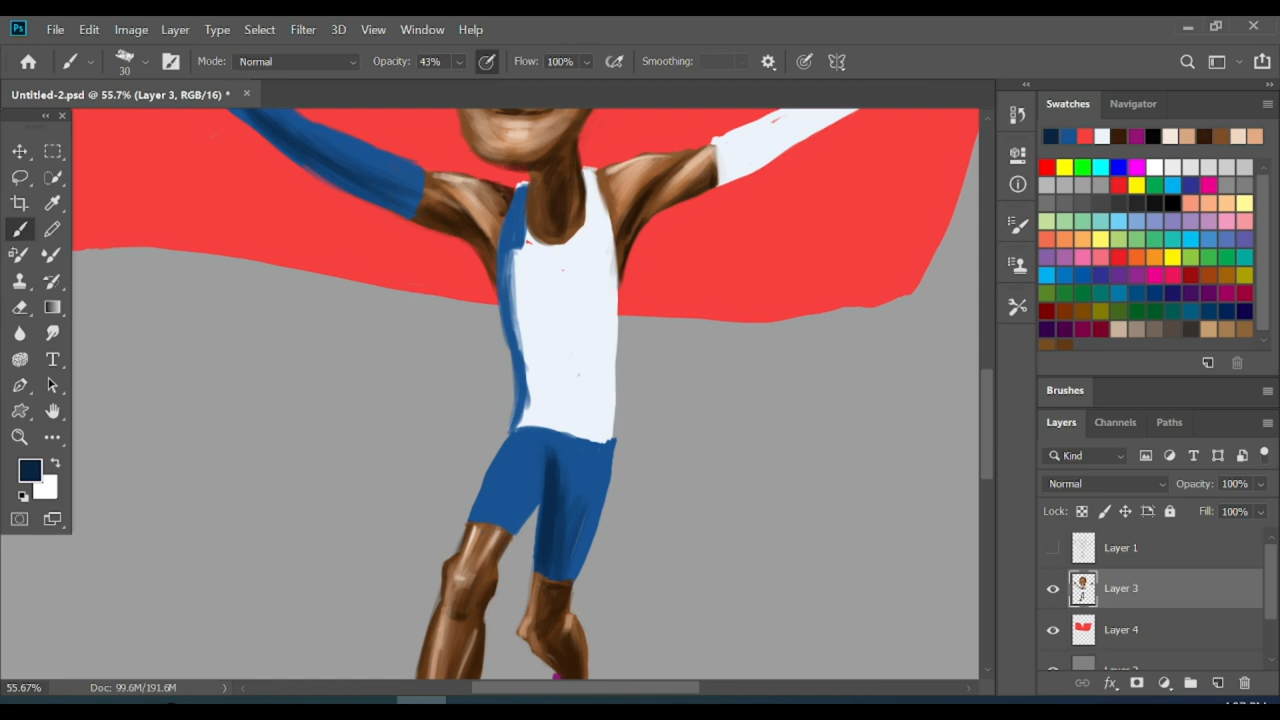 Ps File Edit Image Layer Type Select Filter 3D View Window Help
30 Mode: Normal Opacity: 43% Flow: 100% Smoothing:
Untitled-2.psd @ 55.7% (Layer 3, RGB/16) *
Swatches Navigator
Brushes
Layers Channels Paths
Kind
Normal Opacity: 100%
Lock: Fill: 100%
Layer 1
Layer 3
Layer 4
55.67% Doc: 99.6M/191.6M